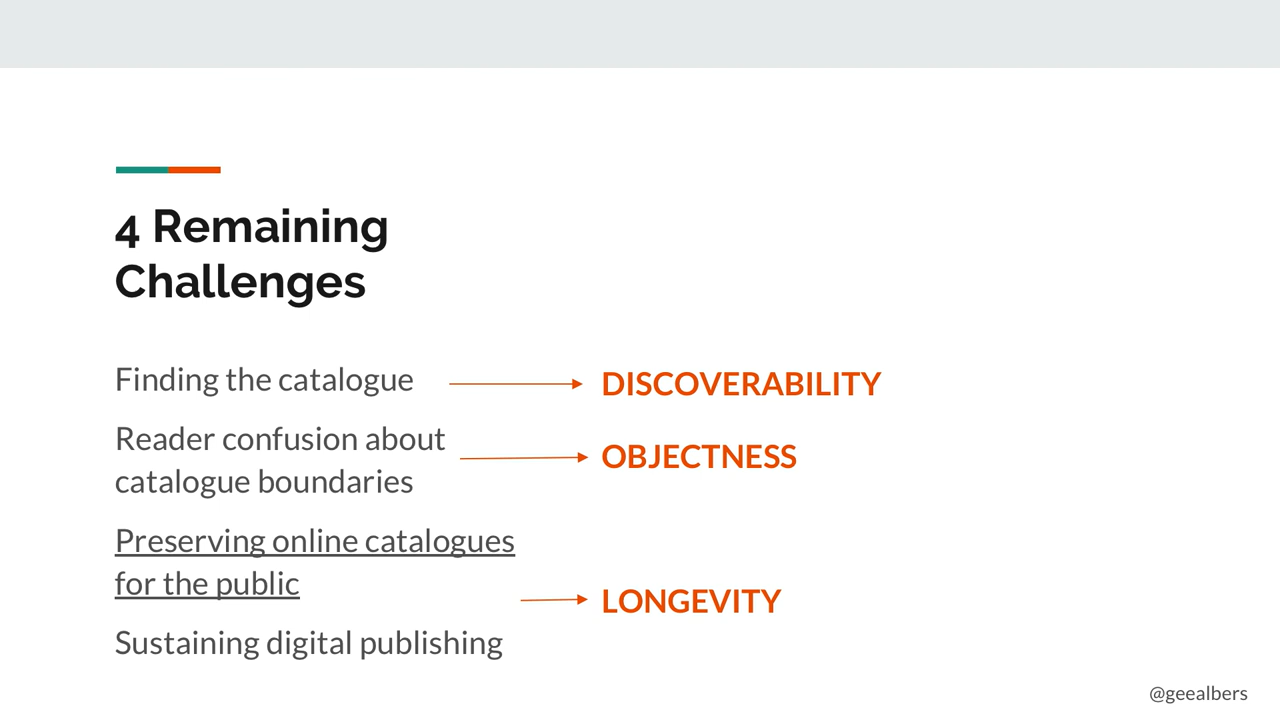 4 Remaining
Challenges
Finding the catalogue
DISCOVERABILITY
Reader confusion about
catalogue boundaries
OBJECTNESS
Preserving online catalogues
for the public
LONGEVITY
Sustaining digital publishing
@geealbers